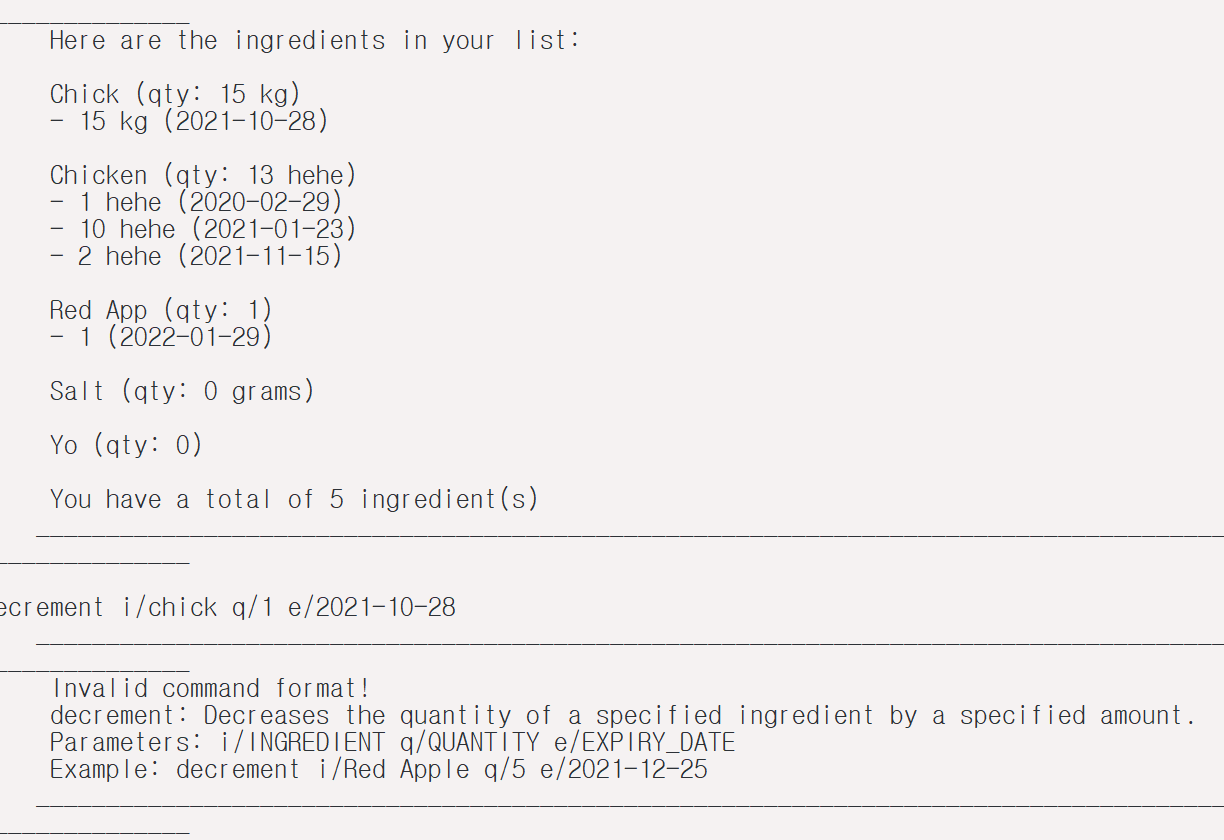 Here are the ingredients in your list:
Chick (qty: 15 kg)
- 15 kg (2021-10-28)
Chicken (qty: 13 hehe)
- 1 hehe (2020-02-29)
- 10 hehe (2021-01-23)
- 2 hehe (2021-11-15)
Red App (qty: 1)
- 1 (2022-01-29)
Salt (qty: 0 grams)
Yo (qty: 0)
You have a total of 5 ingredient(s)
ecrement i/chick q/1 e/2021-10-28
Invalid command format!
decrement: Decreases the quantity of a specified ingredient by a specified amount.
Parameters: i/INGREDIENT q/QUANTITY e/EXPIRY_DATE
Example: decrement i/Red Apple q/5 e/2021-12-25